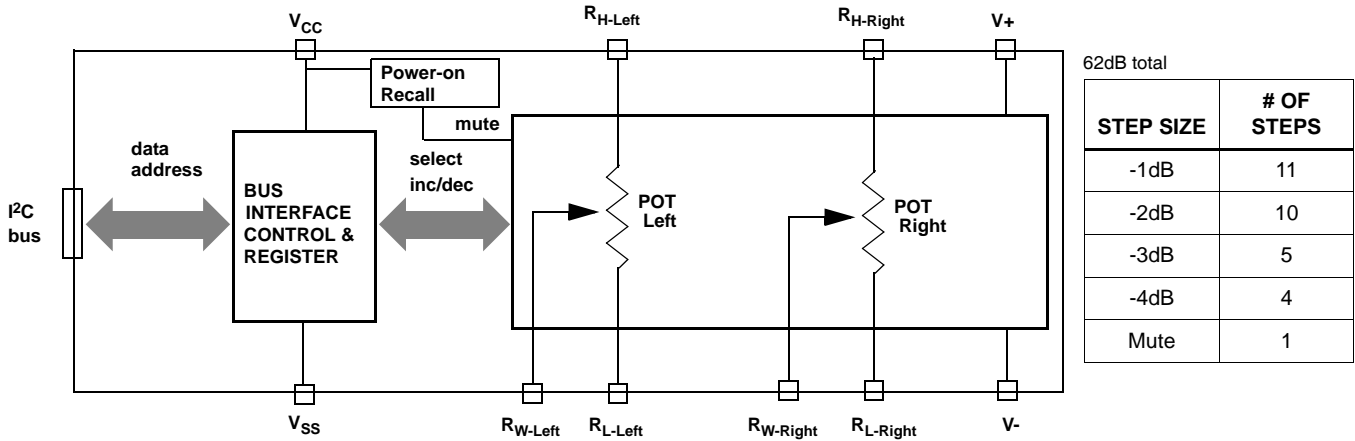 V_CC
R_H-Left
R_H-Right
V+
Power-on
Recall
mute
data
address
select
inc/dec
I²C
bus
BUS
INTERFACE
CONTROL &
REGISTER
POT
Left
POT
Right
V_SS
R_W-Left
R_L-Left
R_W-Right
R_L-Right
V-
62dB total
STEP SIZE # OF STEPS
-1dB 11
-2dB 10
-3dB 5
-4dB 4
Mute 1